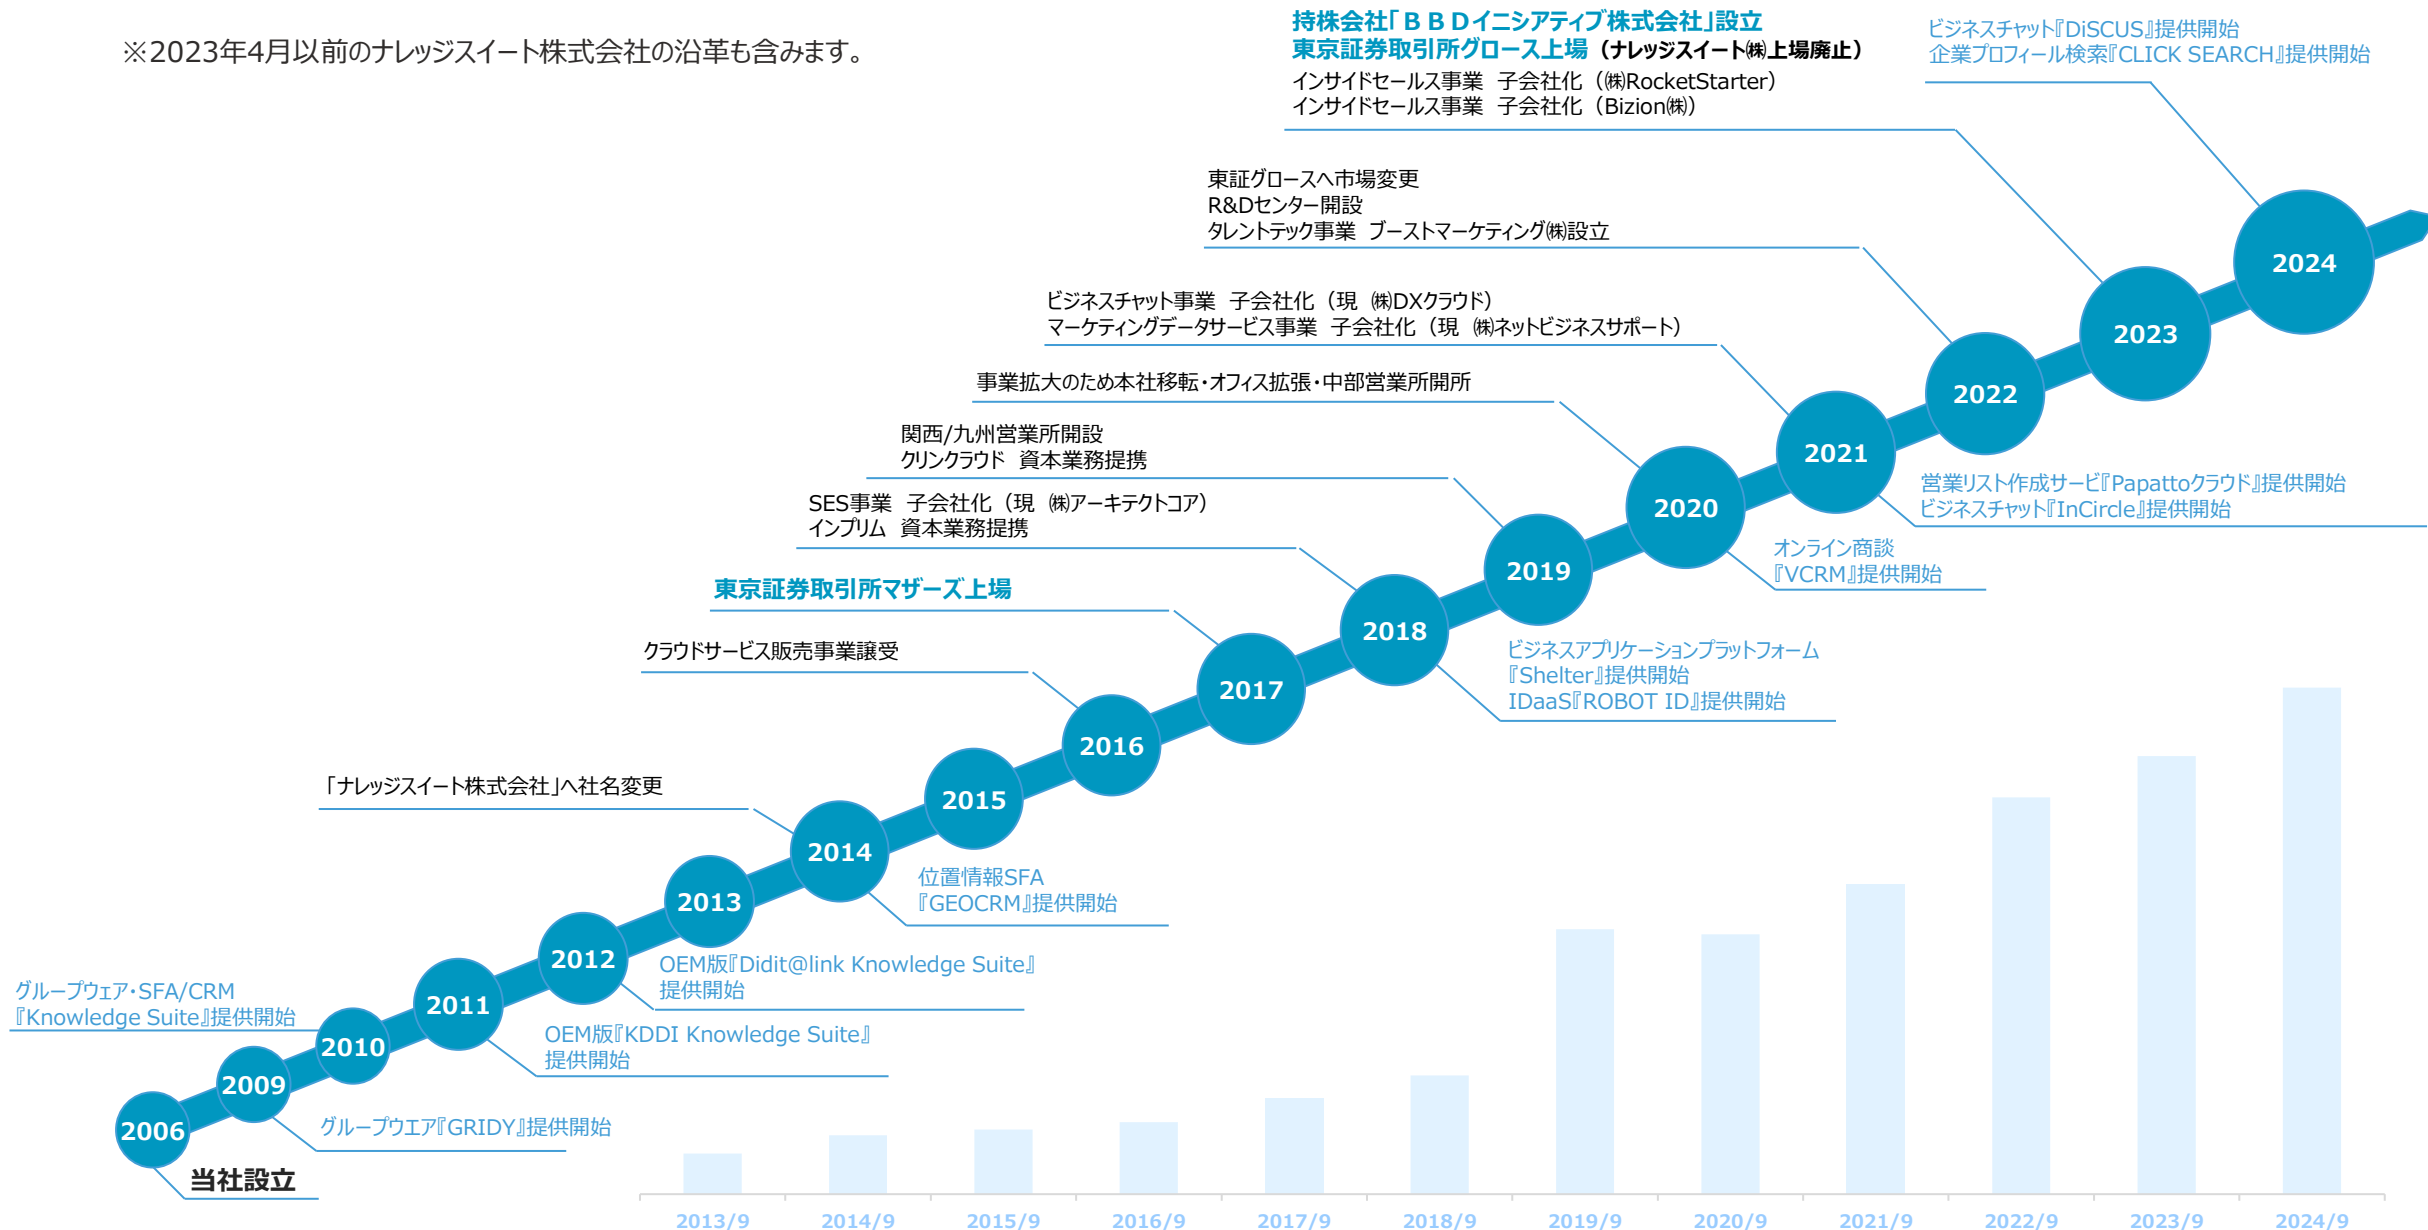 ※2023年4月以前のナレッジスイート株式会社の沿革も含みます。
持株会社「ＢＢＤイニシアティブ株式会社」設立
東京証券取引所グロース上場（ナレッジスイート㈱上場廃止）
インサイドセールス事業 子会社化（㈱RocketStarter）
インサイドセールス事業 子会社化（Bizion㈱）
ビジネスチャット『DiSCUS』提供開始
企業プロフィール検索『CLICK SEARCH』提供開始
東証グロースへ市場変更
R&Dセンター開設
タレントテック事業 ブーストマーケティング㈱設立
ビジネスチャット事業 子会社化（現 ㈱DXクラウド）
マーケティングデータサービス事業 子会社化（現 ㈱ネットビジネスサポート）
事業拡大のため本社移転・オフィス拡張・中部営業所開所
関西/九州営業所開設
クリンクラウド 資本業務提携
SES事業 子会社化（現 ㈱アーキテクトコア）
インプリム 資本業務提携
東京証券取引所マザーズ上場
クラウドサービス販売事業譲受
「ナレッジスイート株式会社」へ社名変更
2024
2023
2022
2021
2020
2019
2018
2017
2016
2015
2014
2013
2012
2011
2010
2009
2006
営業リスト作成サービ『Papattoクラウド』提供開始
ビジネスチャット『InCircle』提供開始
オンライン商談
『VCRM』提供開始
ビジネスアプリケーションプラットフォーム
『Shelter』提供開始
IDaaS『ROBOT ID』提供開始
位置情報SFA
『GEOCRM』提供開始
OEM版『Didit@link Knowledge Suite』
提供開始
OEM版『KDDI Knowledge Suite』
提供開始
グループウェア・SFA/CRM
『Knowledge Suite』提供開始
グループウエア『GRIDY』提供開始
当社設立
2013/9
2014/9
2015/9
2016/9
2017/9
2018/9
2019/9
2020/9
2021/9
2022/9
2023/9
2024/9